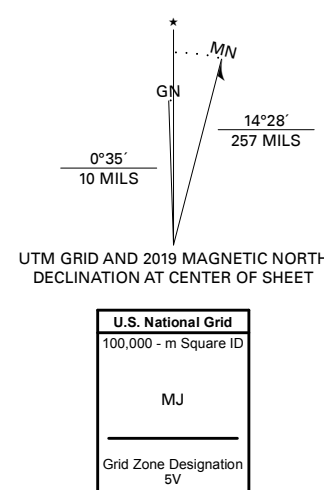 ★
MN
GN
14°28´
257 MILS
0°35´
10 MILS
UTM GRID AND 2019 MAGNETIC NORTH
DECLINATION AT CENTER OF SHEET
U.S. National Grid
100,000 - m Square ID
MJ
Grid Zone Designation
5V